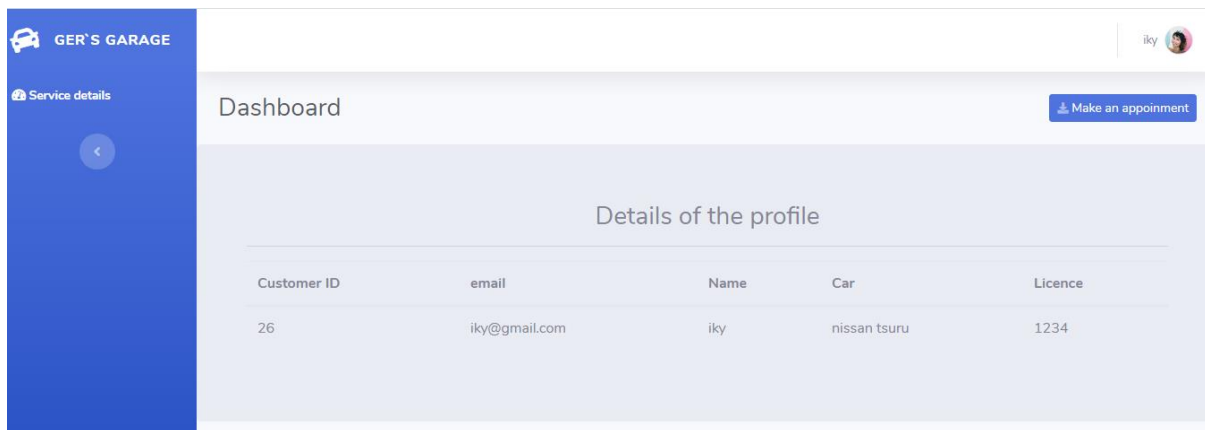 GER`S GARAGE
iky
Service details
Dashboard
Make an appoinment
Details of the profile
Customer ID email Name Car Licence
26 iky@gmail.com iky nissan tsuru 1234